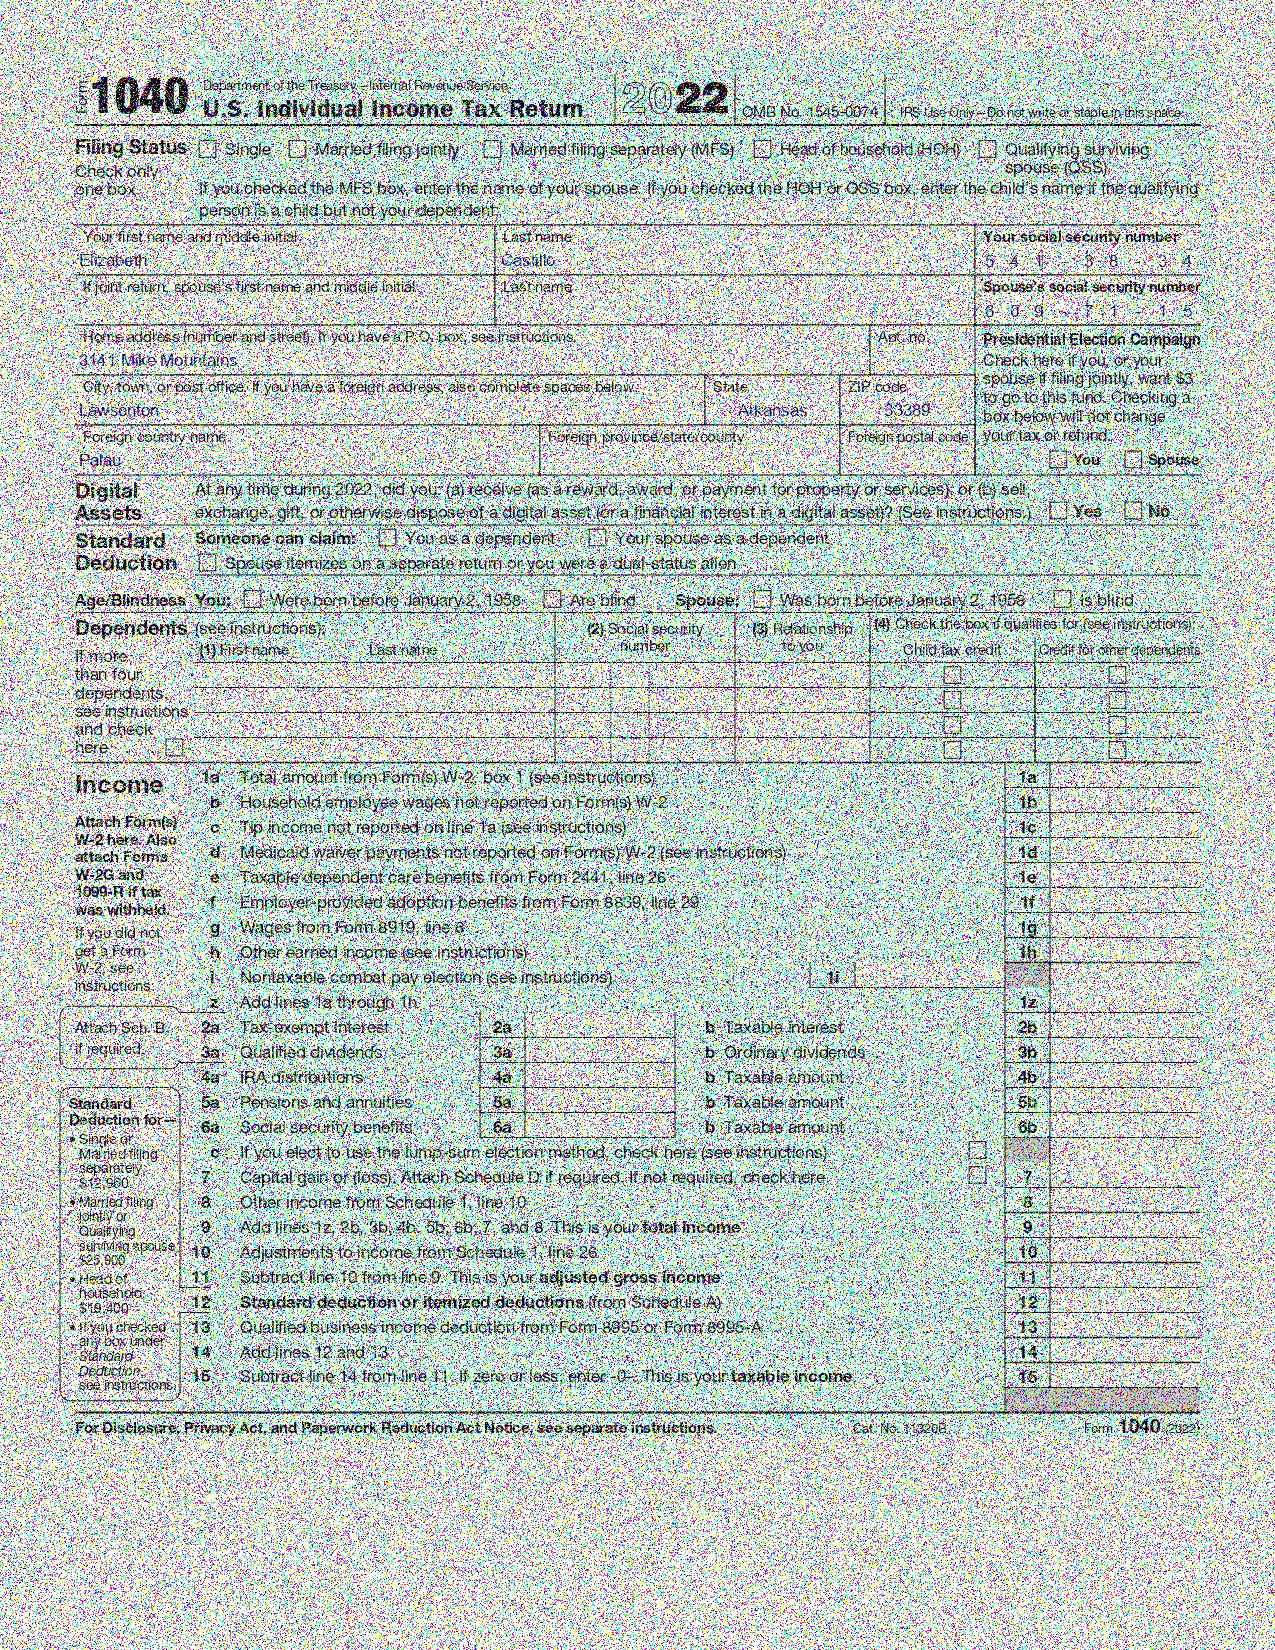 Form 1040 Department of the Treasury—Internal Revenue Service
U.S. Individual Income Tax Return 2022 OMB No. 1545-0074 IRS Use Only—Do not write or staple in this space.
Filing Status Single Married filing jointly Married filing separately (MFS) Head of household (HOH) Qualifying surviving spouse (QSS)
Check only one box.
If you checked the MFS box, enter the name of your spouse. If you checked the HOH or QSS box, enter the child's name if the qualifying
person is a child but not your dependent:
Your first name and middle initial Last name Your social security number
Elizabeth Castillo
If joint return, spouse's first name and middle initial Last name Spouse's social security number
Home address (number and street). If you have a P.O. box, see instructions. Apt. no.
3141 Mike Mountains
Presidential Election Campaign
Check here if you, or your
spouse if filing jointly, want $3
to go to this fund. Checking a
box below will not change
your tax or refund.
You Spouse
City, town, or post office. If you have a foreign address, also complete spaces below. State ZIP code
Lawsonton Arkansas 33389
Foreign country name Foreign province/state/county Foreign postal code
Palau
Digital Assets
At any time during 2022, did you: (a) receive (as a reward, award, or payment for property or services); or (b) sell,
exchange, gift, or otherwise dispose of a digital asset (or a financial interest in a digital asset)? (See instructions.) Yes No
Standard Deduction
Someone can claim: You as a dependent Your spouse as a dependent
Spouse itemizes on a separate return or you were a dual-status alien
Age/Blindness You: Were born before January 2, 1958 Are blind Spouse: Was born before January 2, 1958 Is blind
Dependents (see instructions): (2) Social security number (3) Relationship to you (4) Check the box if qualifies for (see instructions):
(1) First name Last name Child tax credit Credit for other dependents
If more
than four
dependents,
see instructions
and check
here
Income
Attach Form(s)
W-2 here. Also
attach Forms
W-2G and
1099-R if tax
was withheld.
If you did not
get a Form
W-2, see
instructions.
1a Total amount from Form(s) W-2, box 1 (see instructions) 1a
b Household employee wages not reported on Form(s) W-2 1b
c Tip income not reported on line 1a (see instructions) 1c
d Medicaid waiver payments not reported on Form(s) W-2 (see instructions) 1d
e Taxable dependent care benefits from Form 2441, line 26 1e
f Employer-provided adoption benefits from Form 8839, line 29 1f
g Wages from Form 8919, line 6 1g
h Other earned income (see instructions) 1h
i Nontaxable combat pay election (see instructions) 1i
z Add lines 1a through 1h 1z
Attach Sch. B
if required.
2a Tax-exempt interest 2a b Taxable interest 2b
3a Qualified dividends 3a b Ordinary dividends 3b
4a IRA distributions 4a b Taxable amount 4b
5a Pensions and annuities 5a b Taxable amount 5b
6a Social security benefits 6a b Taxable amount 6b
c If you elect to use the lump-sum election method, check here (see instructions)
7 Capital gain or (loss). Attach Schedule D if required. If not required, check here 7
8 Other income from Schedule 1, line 10 8
9 Add lines 1z, 2b, 3b, 4b, 5b, 6b, 7, and 8. This is your total income 9
10 Adjustments to income from Schedule 1, line 26 10
11 Subtract line 10 from line 9. This is your adjusted gross income 11
12 Standard deduction or itemized deductions (from Schedule A) 12
13 Qualified business income deduction from Form 8995 or Form 8995-A 13
14 Add lines 12 and 13 14
15 Subtract line 14 from line 11. If zero or less, enter -0-. This is your taxable income 15
Standard
Deduction for—
• Single or
Married filing
separately,
$12,950
• Married filing
jointly or
Qualifying
surviving spouse,
$25,900
• Head of
household,
$19,400
• If you checked
any box under
Standard
Deduction,
see instructions.
For Disclosure, Privacy Act, and Paperwork Reduction Act Notice, see separate instructions. Cat. No. 11320B Form 1040 (2022)